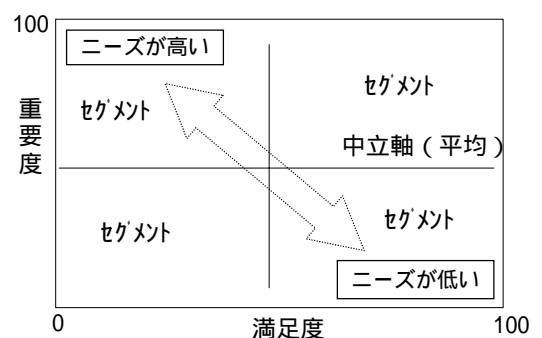 100
ニーズが高い
セグメント
セグメント
重要度
中立軸(平均)
セグメント
セグメント
ニーズが低い
0
満足度
100